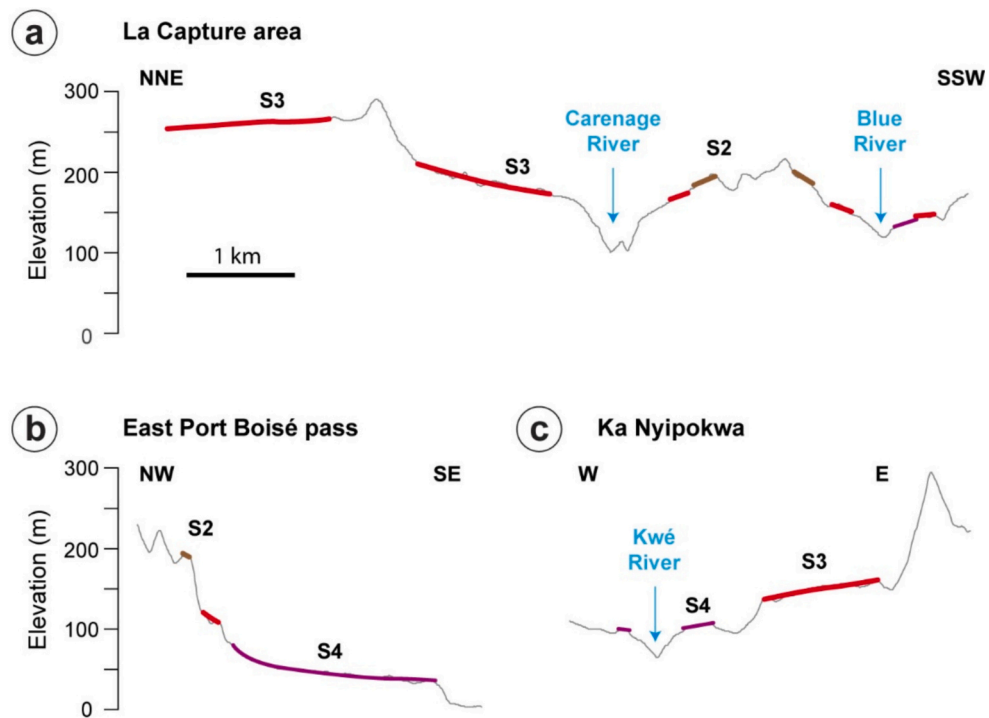 a La Capture area
NNE SSW
300
200
100
0
Elevation (m)
S3
S3
Carenage
River
S2
Blue
River
1 km
b East Port Boisé pass
NW SE
300
200
100
0
Elevation (m)
S2
S4
c Ka Nyipokwa
W E
Kwé
River
S4
S3